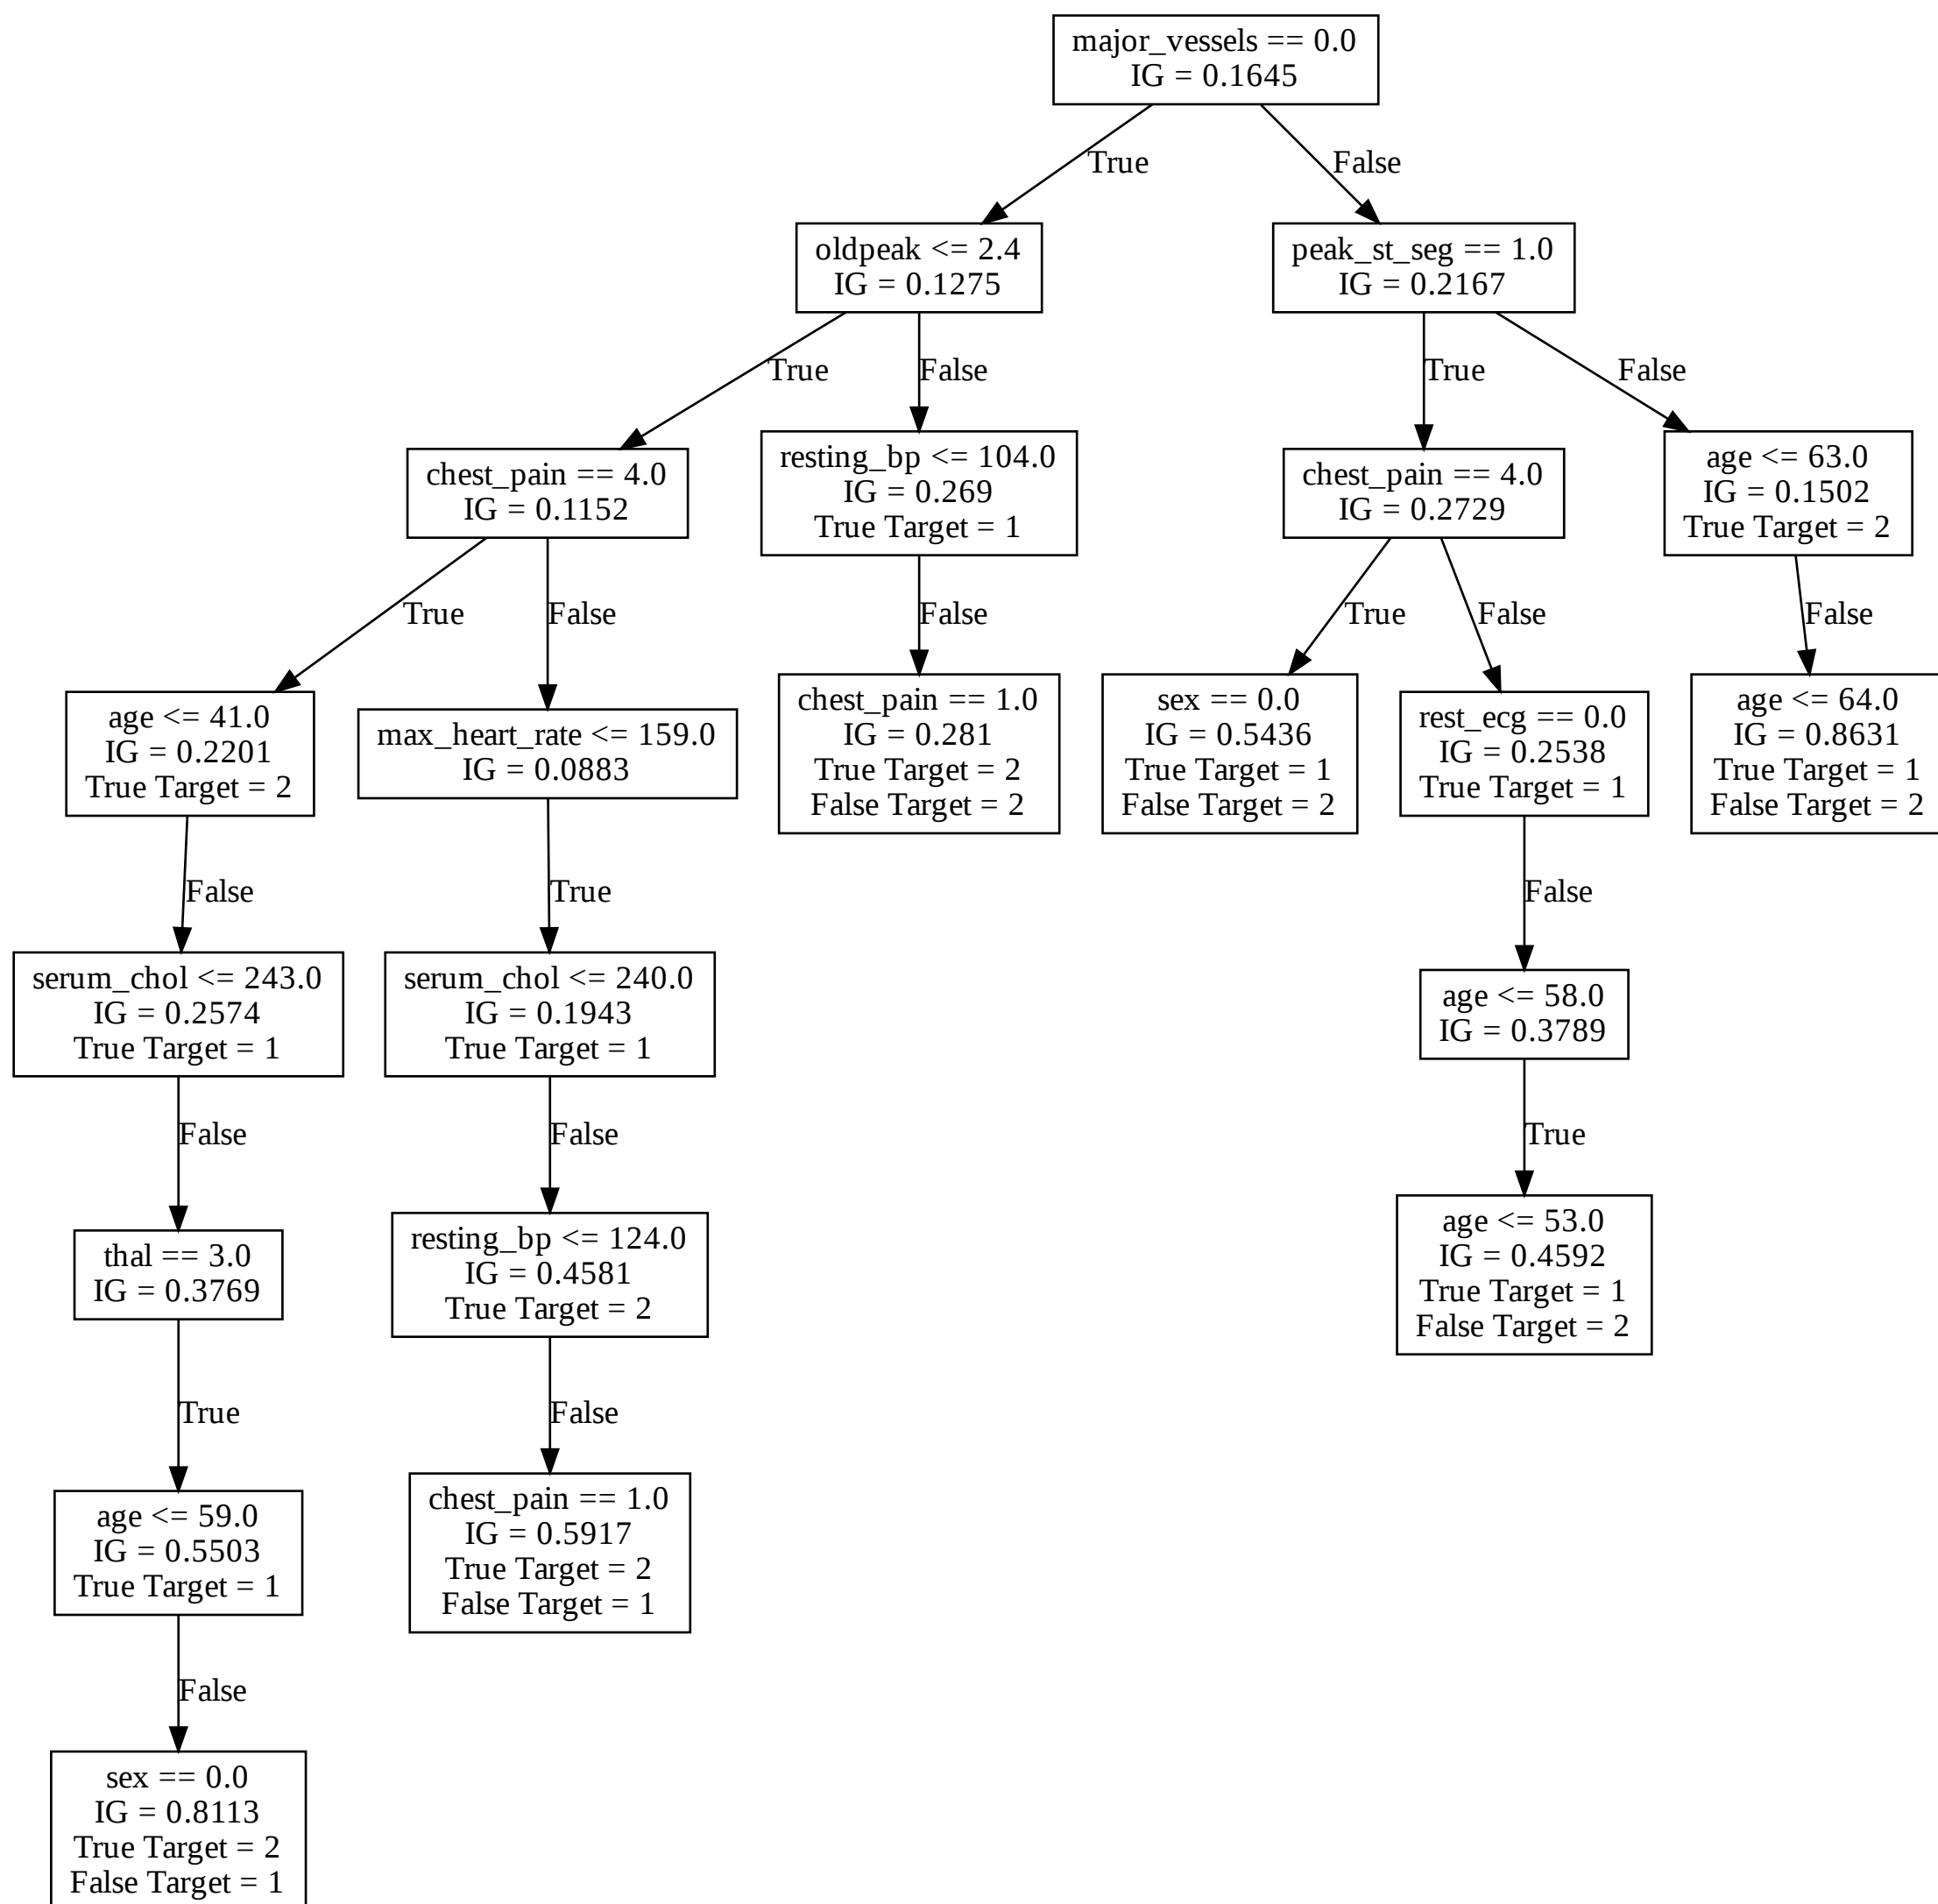 major_vessels == 0.0
IG = 0.1645
True
False
oldpeak <= 2.4
IG = 0.1275
peak_st_seg == 1.0
IG = 0.2167
True
False
True
False
chest_pain == 4.0
IG = 0.1152
resting_bp <= 104.0
IG = 0.269
True Target = 1
chest_pain == 4.0
IG = 0.2729
age <= 63.0
IG = 0.1502
True Target = 2
True
False
False
True
False
False
age <= 41.0
IG = 0.2201
True Target = 2
max_heart_rate <= 159.0
IG = 0.0883
chest_pain == 1.0
IG = 0.281
True Target = 2
False Target = 2
sex == 0.0
IG = 0.5436
True Target = 1
False Target = 2
rest_ecg == 0.0
IG = 0.2538
True Target = 1
age <= 64.0
IG = 0.8631
True Target = 1
False Target = 2
False
True
False
serum_chol <= 243.0
IG = 0.2574
True Target = 1
serum_chol <= 240.0
IG = 0.1943
True Target = 1
age <= 58.0
IG = 0.3789
False
False
True
thal == 3.0
IG = 0.3769
resting_bp <= 124.0
IG = 0.4581
True Target = 2
age <= 53.0
IG = 0.4592
True Target = 1
False Target = 2
True
False
age <= 59.0
IG = 0.5503
True Target = 1
chest_pain == 1.0
IG = 0.5917
True Target = 2
False Target = 1
False
sex == 0.0
IG = 0.8113
True Target = 2
False Target = 1